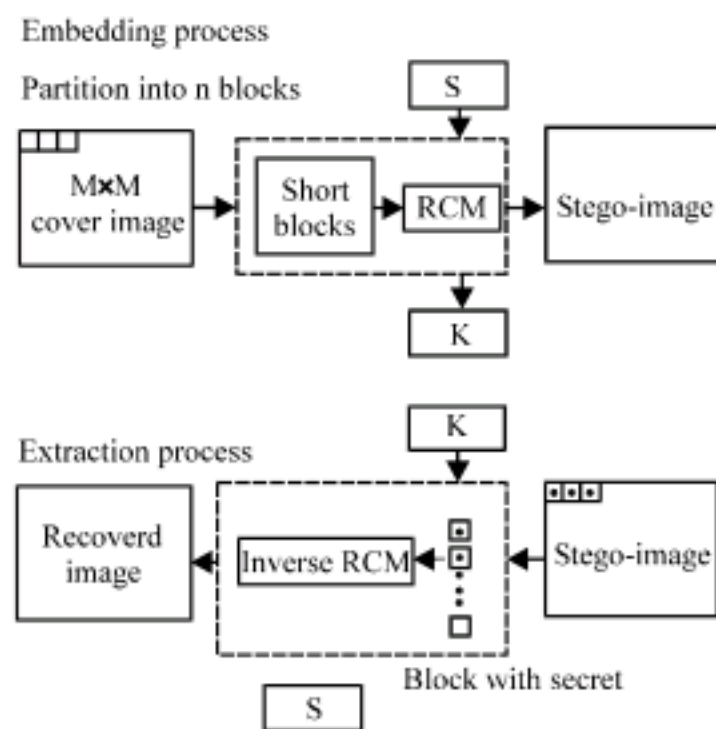 Embedding process
Partition into n blocks
S
M×M
cover image
Short
blocks
RCM
Stego-image
K
K
Extraction process
Recoverd
image
Inverse RCM
Stego-image
Block with secret
S